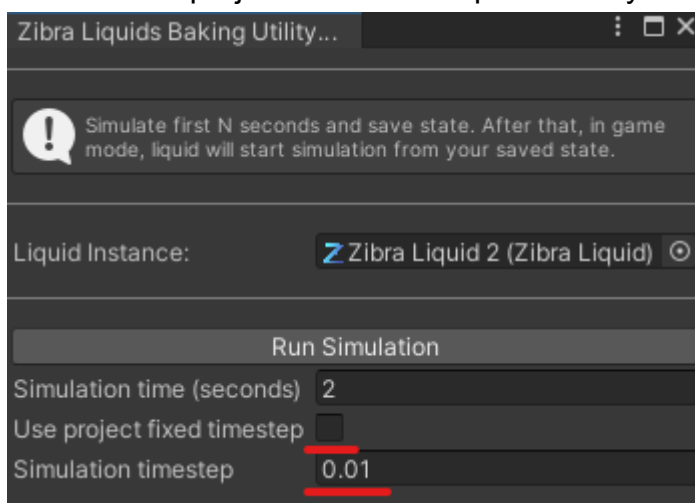 Zibra Liquids Baking Utility...
Simulate first N seconds and save state. After that, in game
mode, liquid will start simulation from your saved state.
Liquid Instance: Zibra Liquid 2 (Zibra Liquid)
Run Simulation
Simulation time (seconds) 2
Use project fixed timestep
Simulation timestep 0.01